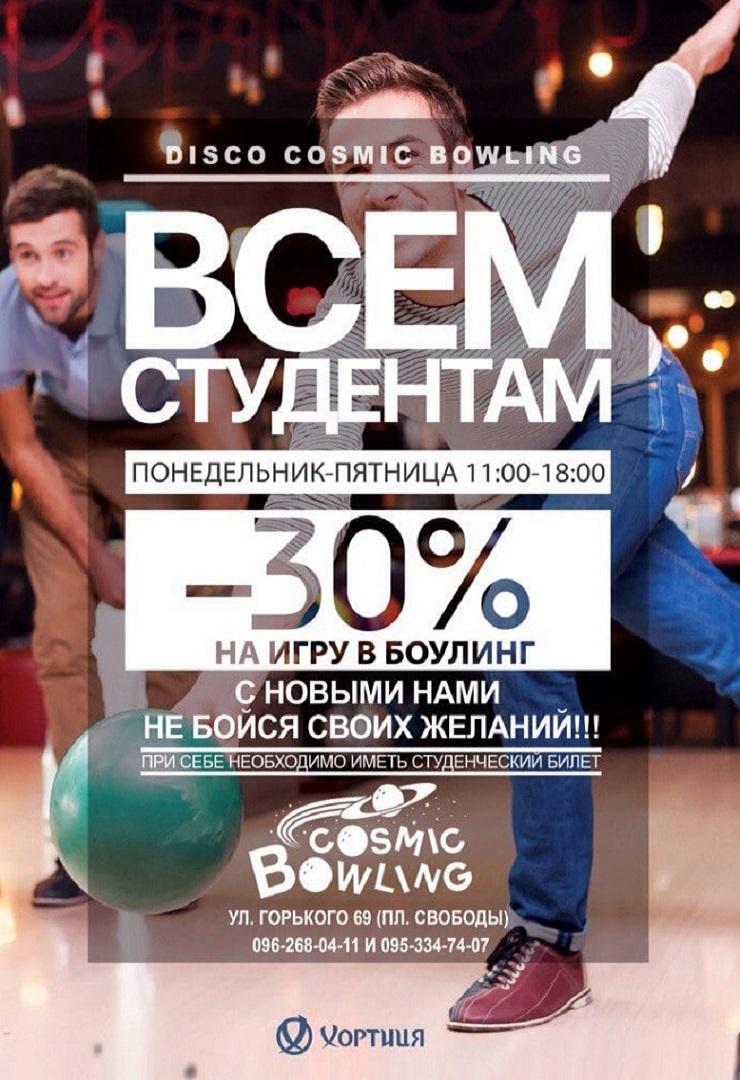 DISCO COSMIC BOWLING
ВСЕМ
СТУДЕНТАМ
ПОНЕДЕЛЬНИК-ПЯТНИЦА 11:00-18:00
-30%
НА ИГРУ В БОУЛИНГ
С НОВЫМИ НАМИ
НЕ БОЙСЯ СВОИХ ЖЕЛАНИЙ!!!
ПРИ СЕБЕ НЕОБХОДИМО ИМЕТЬ СТУДЕНЧЕСКИЙ БИЛЕТ
COSMIC
BOWLING
УЛ. ГОРЬКОГО 69 (ПЛ. СВОБОДЫ)
096-268-04-11 И 095-334-74-07
Хортиця